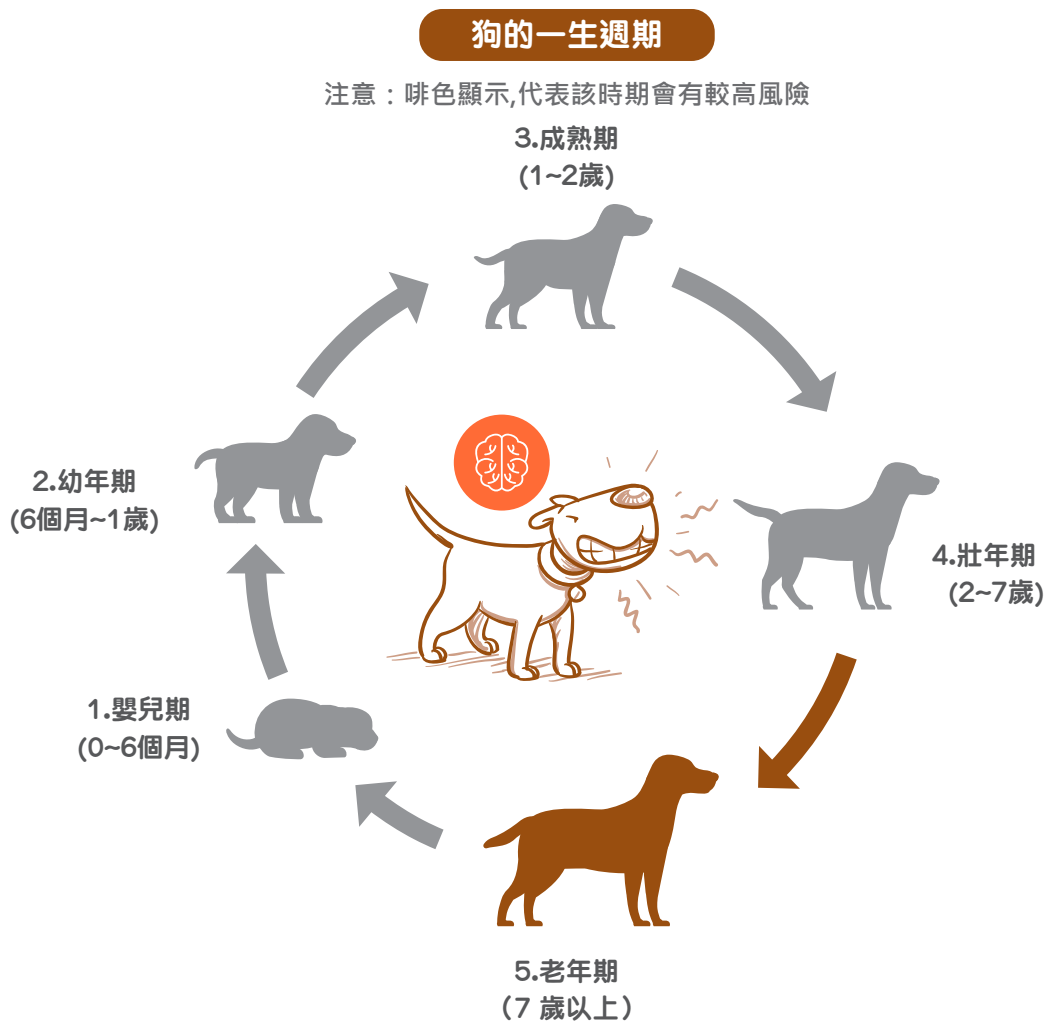 狗的一生週期
注意：啡色顯示,代表該時期會有較高風險
3.成熟期
(1~2歲)
2.幼年期
(6個月~1歲)
4.壯年期
(2~7歲)
1.嬰兒期
(0~6個月)
5.老年期
（7 歲以上）